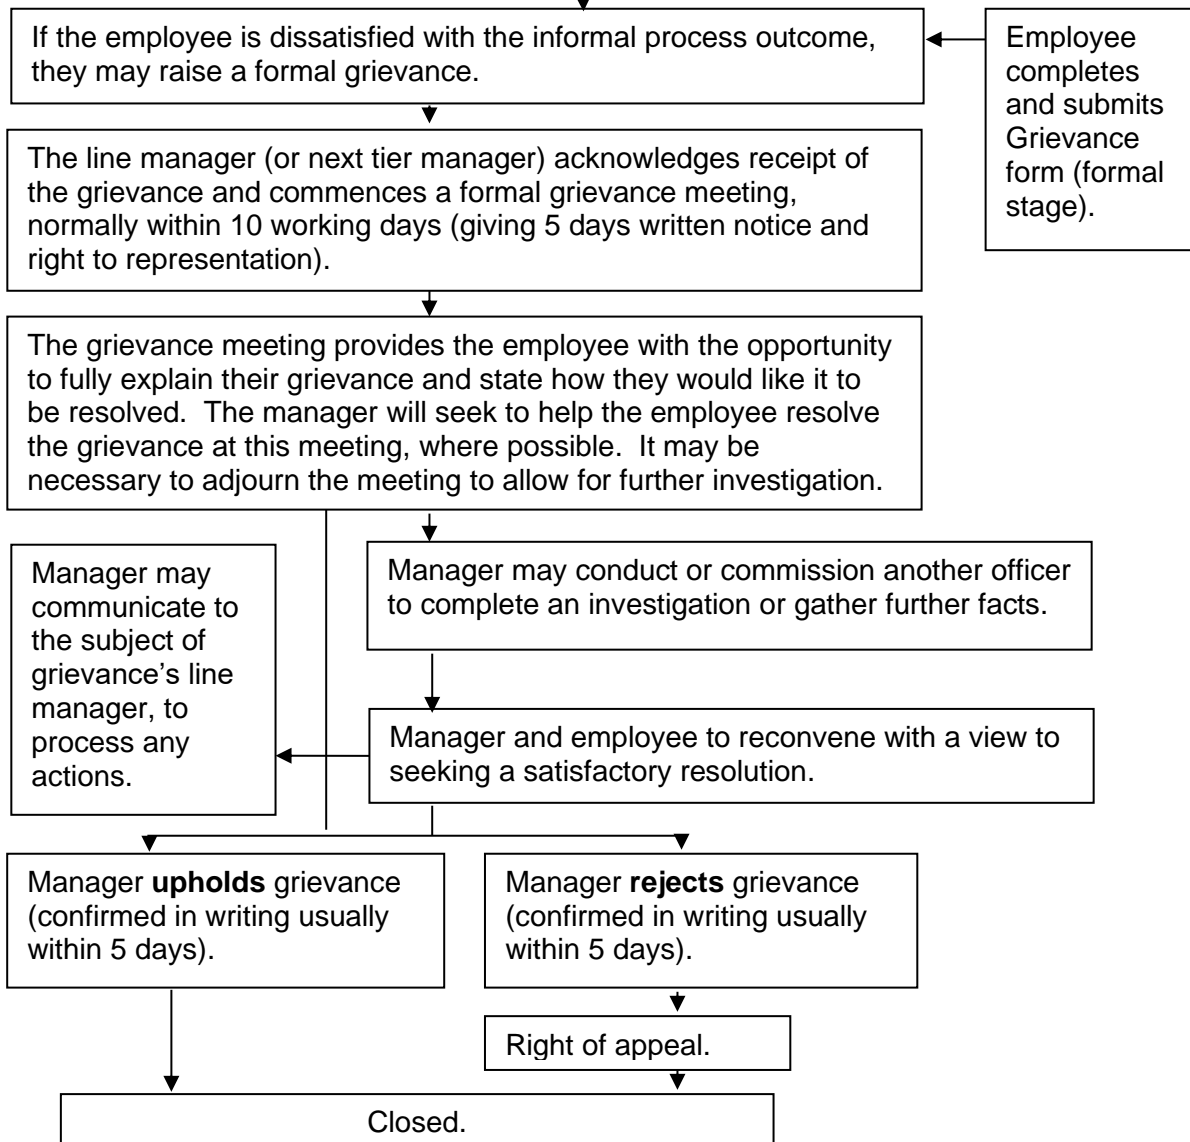 If the employee is dissatisfied with the informal process outcome,
they may raise a formal grievance.
Employee
completes
and submits
Grievance
form (formal
stage).
The line manager (or next tier manager) acknowledges receipt of
the grievance and commences a formal grievance meeting,
normally within 10 working days (giving 5 days written notice and
right to representation).
The grievance meeting provides the employee with the opportunity
to fully explain their grievance and state how they would like it to
be resolved.  The manager will seek to help the employee resolve
the grievance at this meeting, where possible.  It may be
necessary to adjourn the meeting to allow for further investigation.
Manager may
communicate to
the subject of
grievance’s line
manager, to
process any
actions.
Manager may conduct or commission another officer
to complete an investigation or gather further facts.
Manager and employee to reconvene with a view to
seeking a satisfactory resolution.
Manager upholds grievance
(confirmed in writing usually
within 5 days).
Manager rejects grievance
(confirmed in writing usually
within 5 days).
Right of appeal.
Closed.